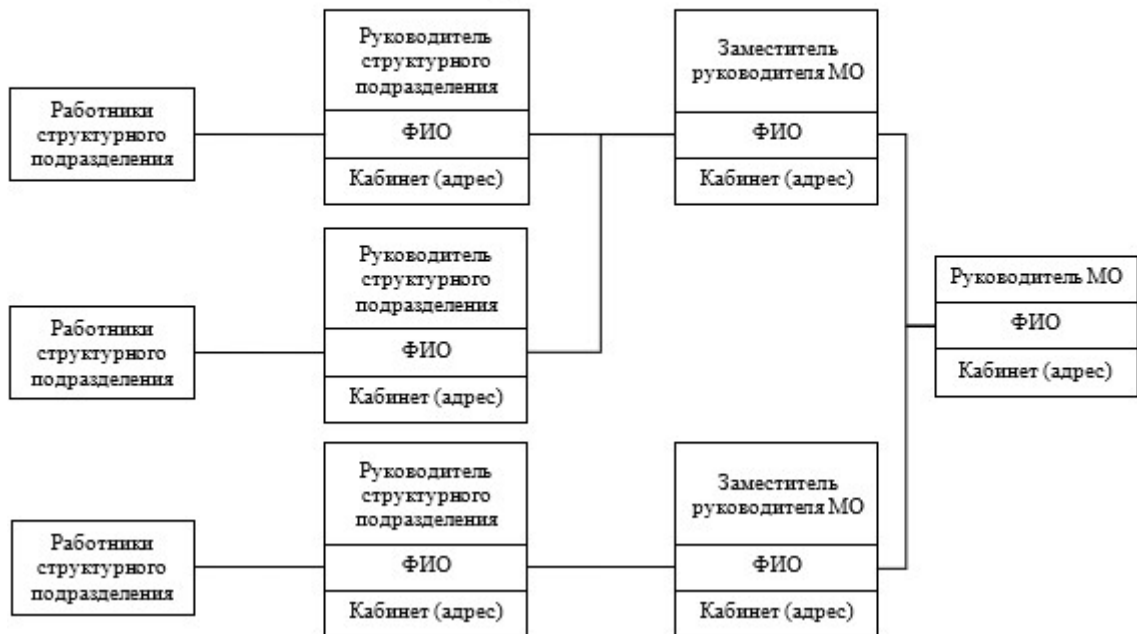 Работники
структурного
подразделения
Руководитель
структурного
подразделения
ФИО
Кабинет (адрес)
Заместитель
руководителя МО
ФИО
Кабинет (адрес)
Работники
структурного
подразделения
Руководитель
структурного
подразделения
ФИО
Кабинет (адрес)
Руководитель МО
ФИО
Кабинет (адрес)
Работники
структурного
подразделения
Руководитель
структурного
подразделения
ФИО
Кабинет (адрес)
Заместитель
руководителя МО
ФИО
Кабинет (адрес)